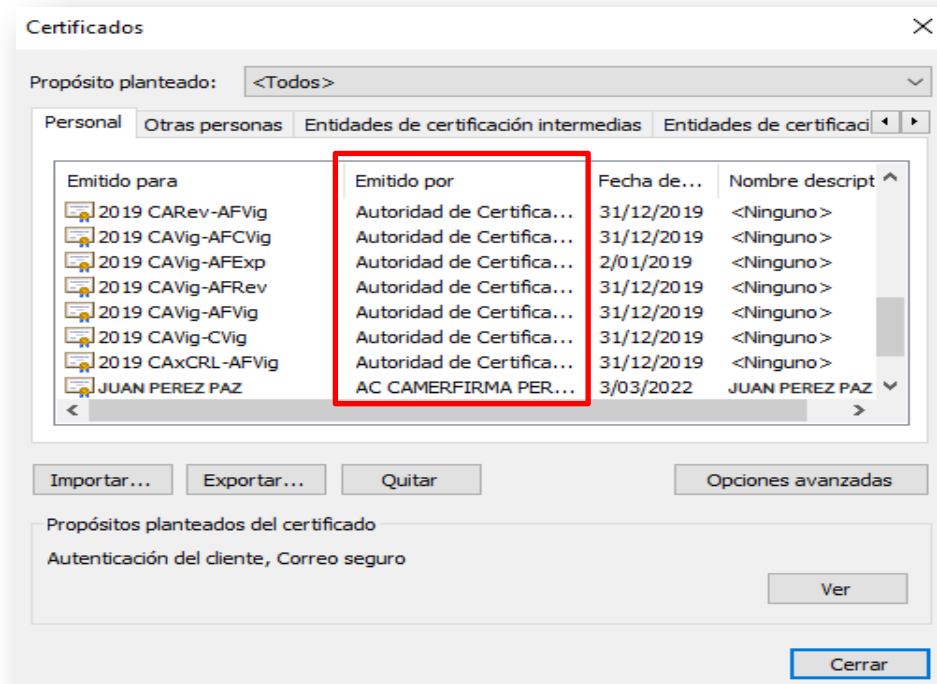 Certificados
Propósito planteado: <Todos>
Personal Otras personas Entidades de certificación intermedias Entidades de certificaci
Emitido para Emitido por Fecha de... Nombre descript
2019 CARev-AFVig Autoridad de Certifica... 31/12/2019 <Ninguno>
2019 CAVig-AFCVig Autoridad de Certifica... 31/12/2019 <Ninguno>
2019 CAVig-AFExp Autoridad de Certifica... 2/01/2019 <Ninguno>
2019 CAVig-AFRev Autoridad de Certifica... 31/12/2019 <Ninguno>
2019 CAVig-AFVig Autoridad de Certifica... 31/12/2019 <Ninguno>
2019 CAVig-CVig Autoridad de Certifica... 31/12/2019 <Ninguno>
2019 CAxCRL-AFVig Autoridad de Certifica... 31/12/2019 <Ninguno>
JUAN PEREZ PAZ AC CAMERFIRMA PER... 3/03/2022 JUAN PEREZ PAZ
Importar... Exportar... Quitar Opciones avanzadas
Propósitos planteados del certificado
Autenticación del cliente, Correo seguro
Ver
Cerrar